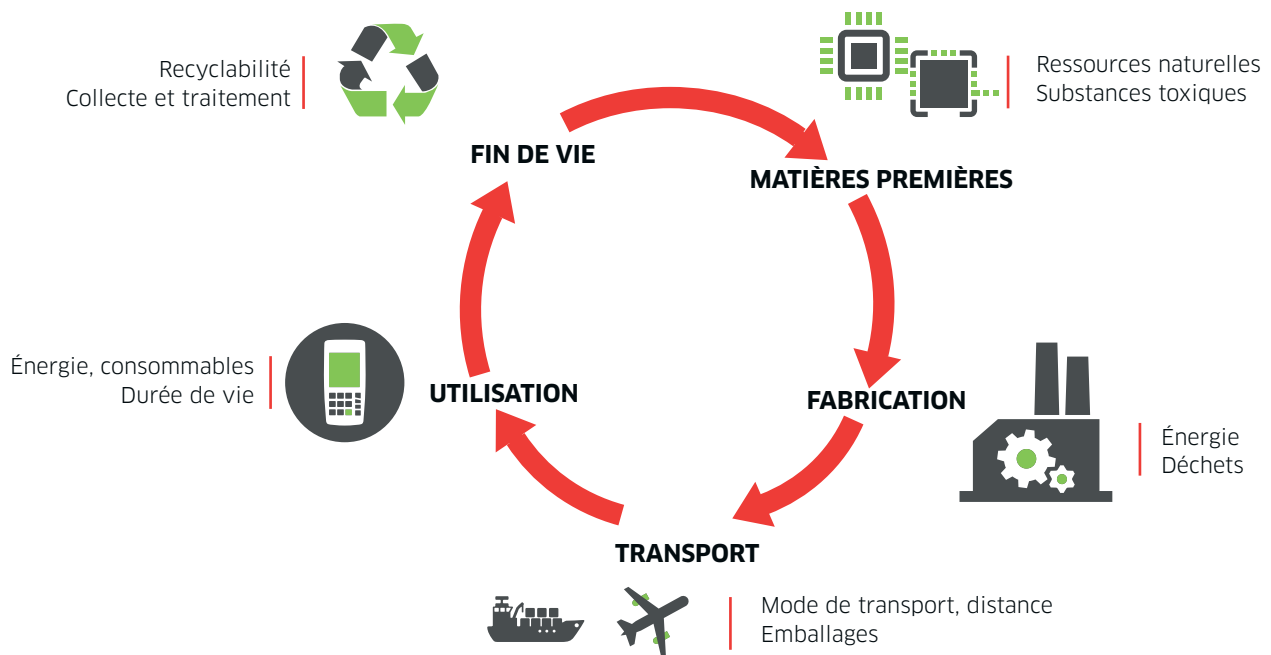 Recyclabilité
Collecte et traitement
Ressources naturelles
Substances toxiques
FIN DE VIE
MATIÈRES PREMIÈRES
Énergie, consommables
Durée de vie
UTILISATION
FABRICATION
Énergie
Déchets
TRANSPORT
Mode de transport, distance
Emballages